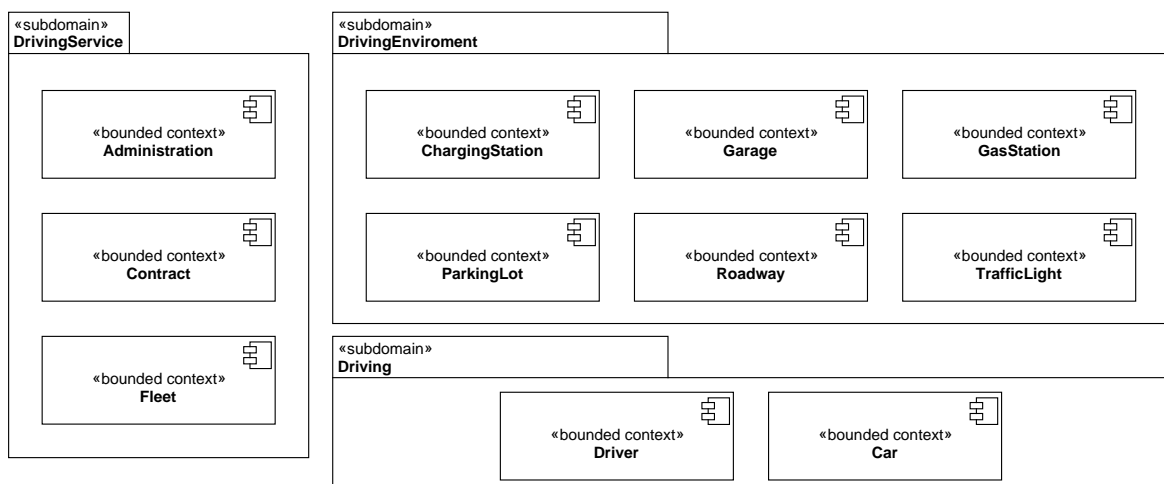 «subdomain»
DrivingService
«bounded context»
Administration
«bounded context»
Contract
«bounded context»
Fleet
«subdomain»
DrivingEnviroment
«bounded context»
ChargingStation
«bounded context»
Garage
«bounded context»
GasStation
«bounded context»
ParkingLot
«bounded context»
Roadway
«bounded context»
TrafficLight
«subdomain»
Driving
«bounded context»
Driver
«bounded context»
Car